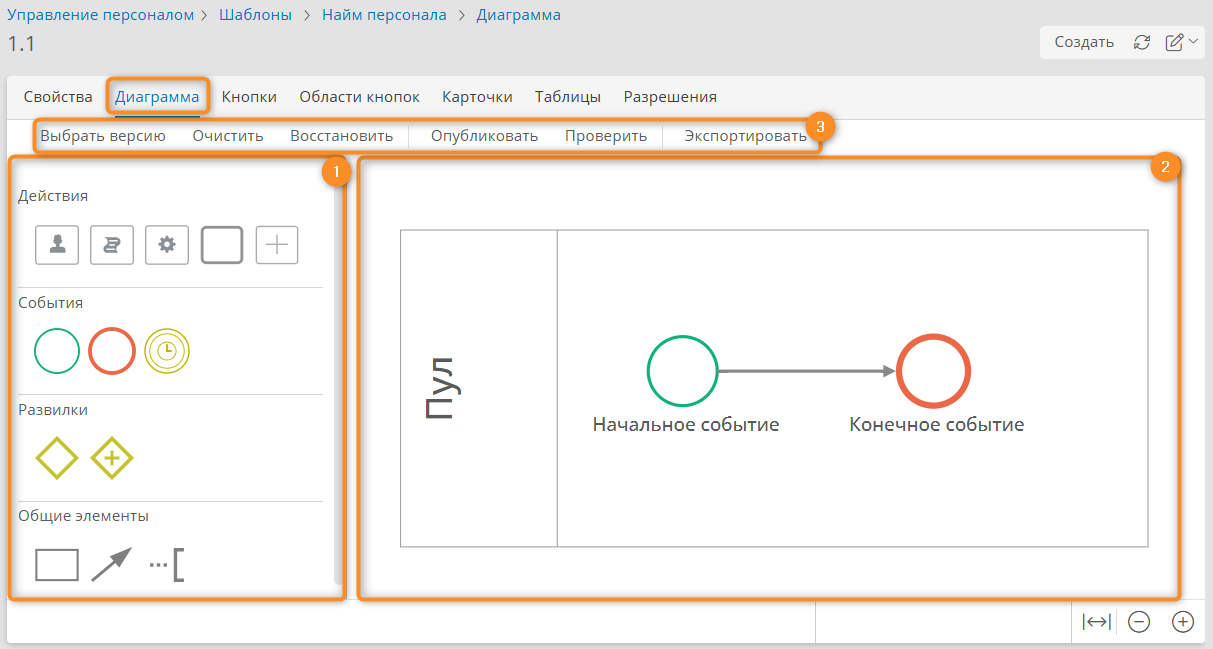 Управление персоналом > Шаблоны > Найм персонала > Диаграмма
1.1
Создать
Свойства Диаграмма Кнопки Области кнопок Карточки Таблицы Разрешения
Выбрать версию Очистить Восстановить Опубликовать Проверить Экспортировать 3
1
2
Действия
События
Развилки
Общие элементы
Пул
Начальное событие
Конечное событие